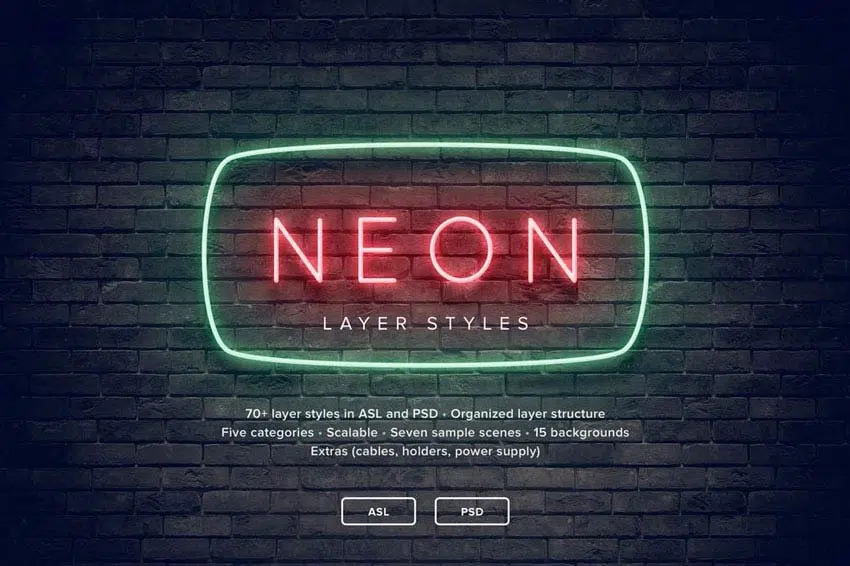 NEON
LAYER STYLES
70+ layer styles in ASL and PSD • Organized layer structure
Five categories • Scalable • Seven sample scenes • 15 backgrounds
Extras (cables, holders, power supply)
ASL
PSD